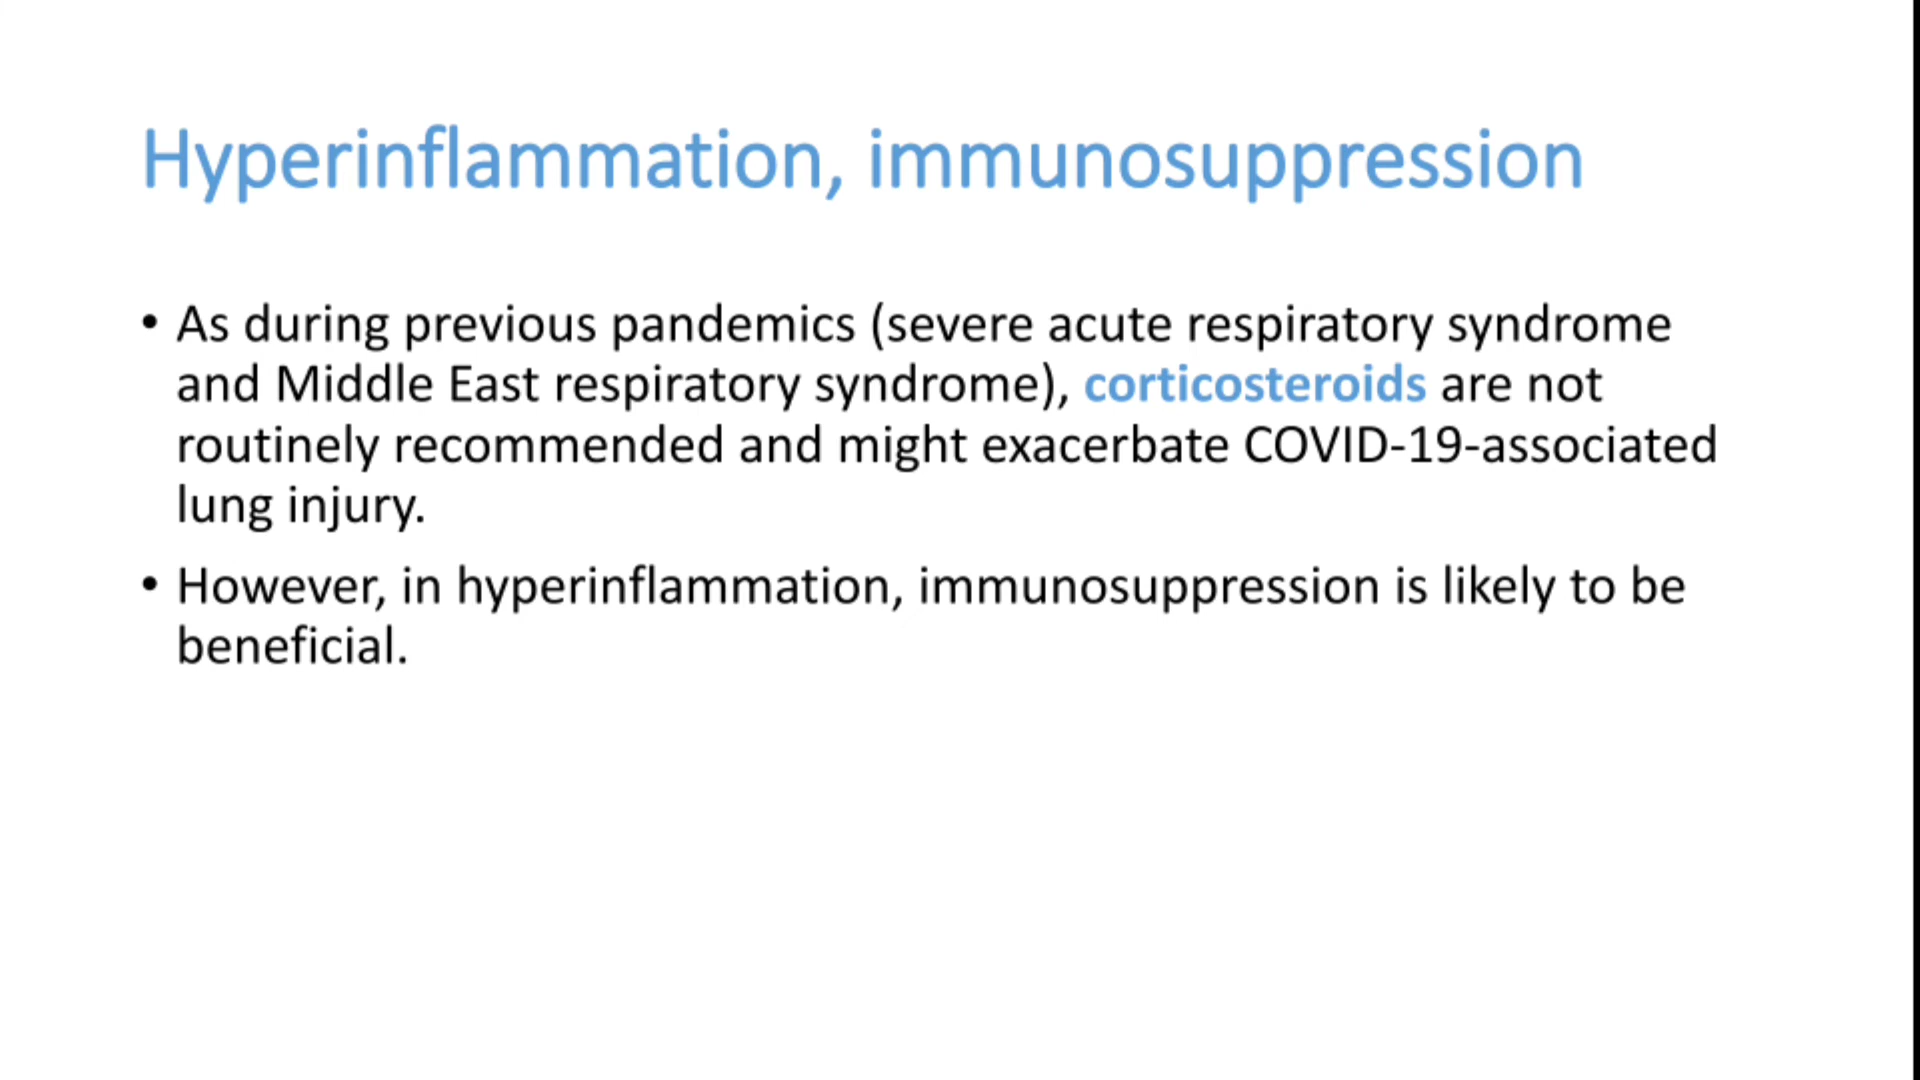 Hyperinflammation, immunosuppression
• As during previous pandemics (severe acute respiratory syndrome
and Middle East respiratory syndrome), corticosteroids are not
routinely recommended and might exacerbate COVID-19-associated
lung injury.
• However, in hyperinflammation, immunosuppression is likely to be
beneficial.